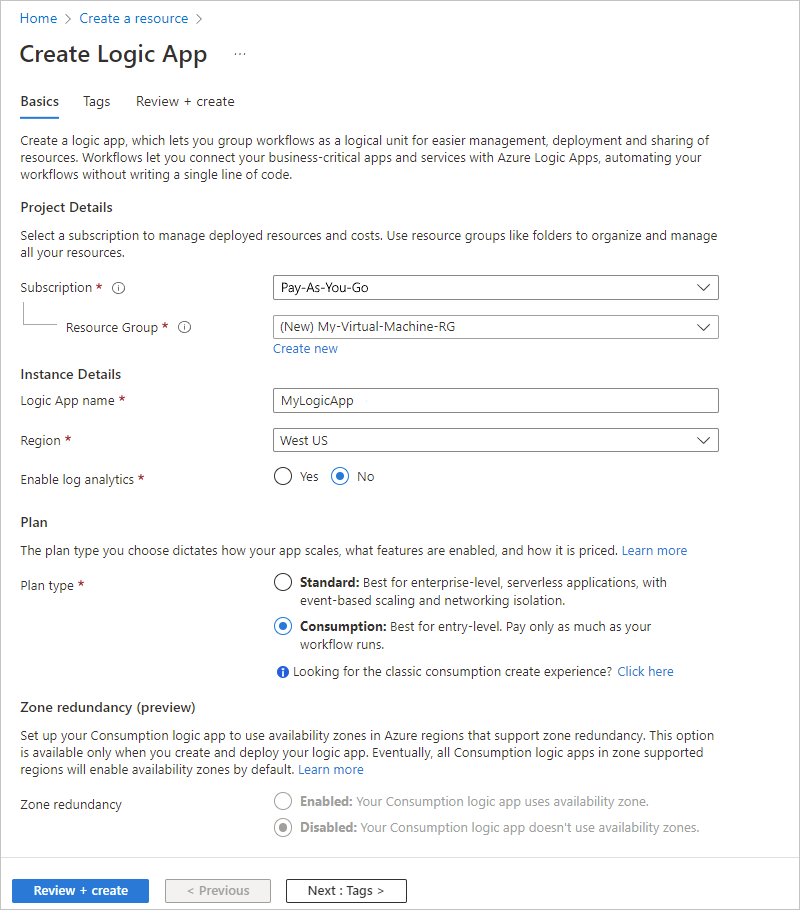 Home > Create a resource >
Create Logic App ...
Basics Tags Review + create
Create a logic app, which lets you group workflows as a logical unit for easier management, deployment and sharing of
resources. Workflows let you connect your business-critical apps and services with Azure Logic Apps, automating your
workflows without writing a single line of code.
Project Details
Select a subscription to manage deployed resources and costs. Use resource groups like folders to organize and manage
all your resources.
Subscription * Pay-As-You-Go
Resource Group * (New) My-Virtual-Machine-RG
Create new
Instance Details
Logic App name * MyLogicApp
Region * West US
Enable log analytics * Yes No
Plan
The plan type you choose dictates how your app scales, what features are enabled, and how it is priced. Learn more
Plan type * Standard: Best for enterprise-level, serverless applications, with
event-based scaling and networking isolation.
Consumption: Best for entry-level. Pay only as much as your
workflow runs.
Looking for the classic consumption create experience? Click here
Zone redundancy (preview)
Set up your Consumption logic app to use availability zones in Azure regions that support zone redundancy. This option
is available only when you create and deploy your logic app. Eventually, all Consumption logic apps in zone supported
regions will enable availability zones by default. Learn more
Zone redundancy Enabled: Your Consumption logic app uses availability zone.
Disabled: Your Consumption logic app doesn't use availability zones.
Review + create < Previous Next : Tags >